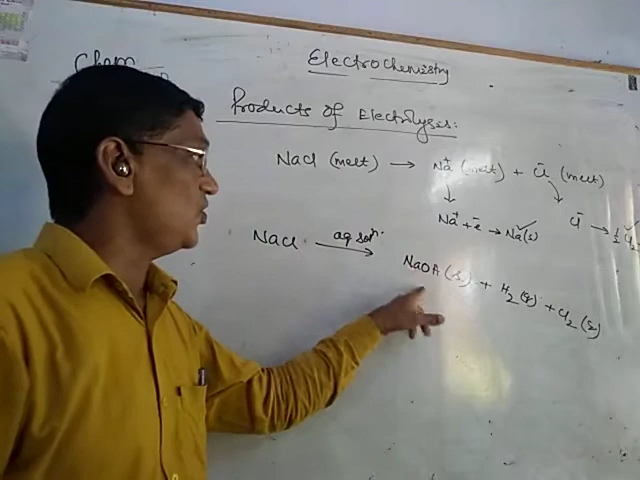 Chem
Electrochemistry
Products of Electrolysis:
NaCl (melt) → Na⁺ (melt) + Cl⁻ (melt)
Na⁺ + e⁻ → Na(s) ✓
Cl⁻ → ½ Cl₂
NaCl aq soln. →
NaOH (s) + H₂(g) + Cl₂(g)